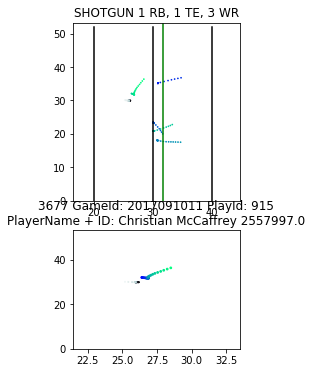 SHOTGUN 1 RB, 1 TE, 3 WR
50
40
30
20
10
0
20 30 40
3677 GameId: 2017091011 PlayId: 915
PlayerName + ID: Christian McCaffrey 2557997.0
40
20
0
22.5 25.0 27.5 30.0 32.5